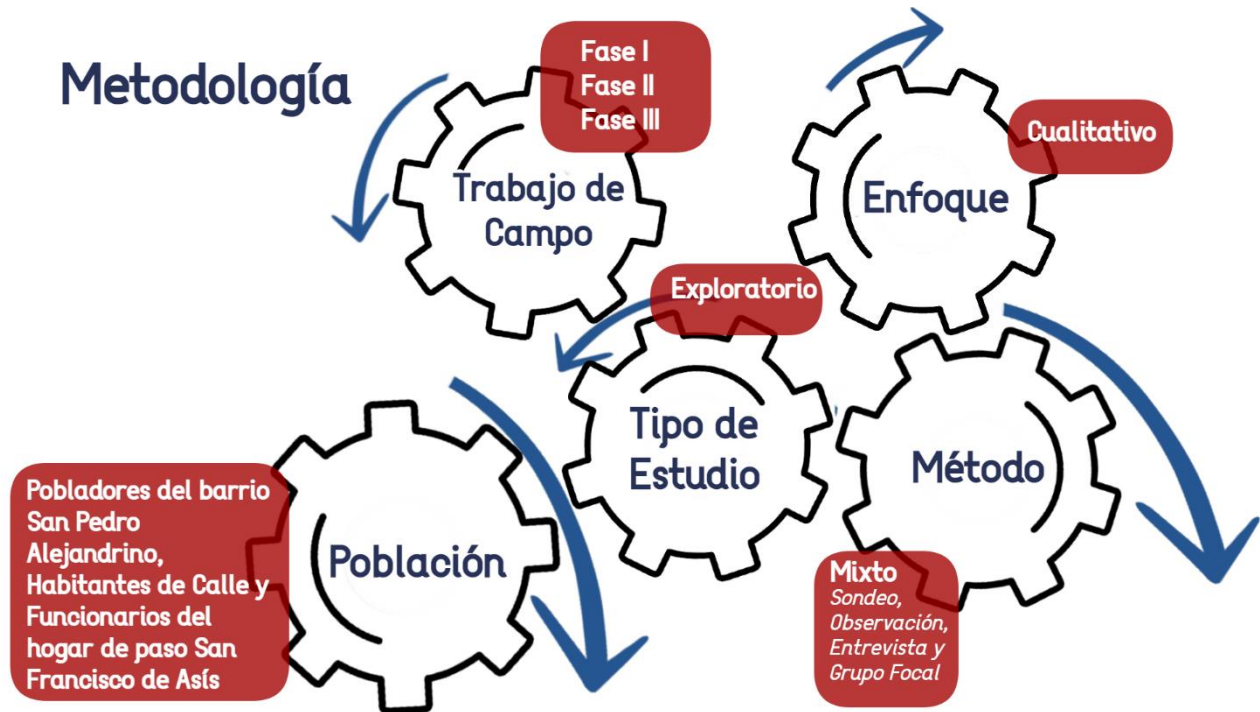 Metodología
Fase I
Fase II
Fase III
Trabajo de
Campo
Cualitativo
Enfoque
Exploratorio
Tipo de
Estudio
Método
Mixto
Sondeo,
Observación,
Entrevista y
Grupo Focal
Pobladores del barrio
San Pedro
Alejandrino,
Habitantes de Calle y
Funcionarios del
hogar de paso San
Francisco de Asís
Población